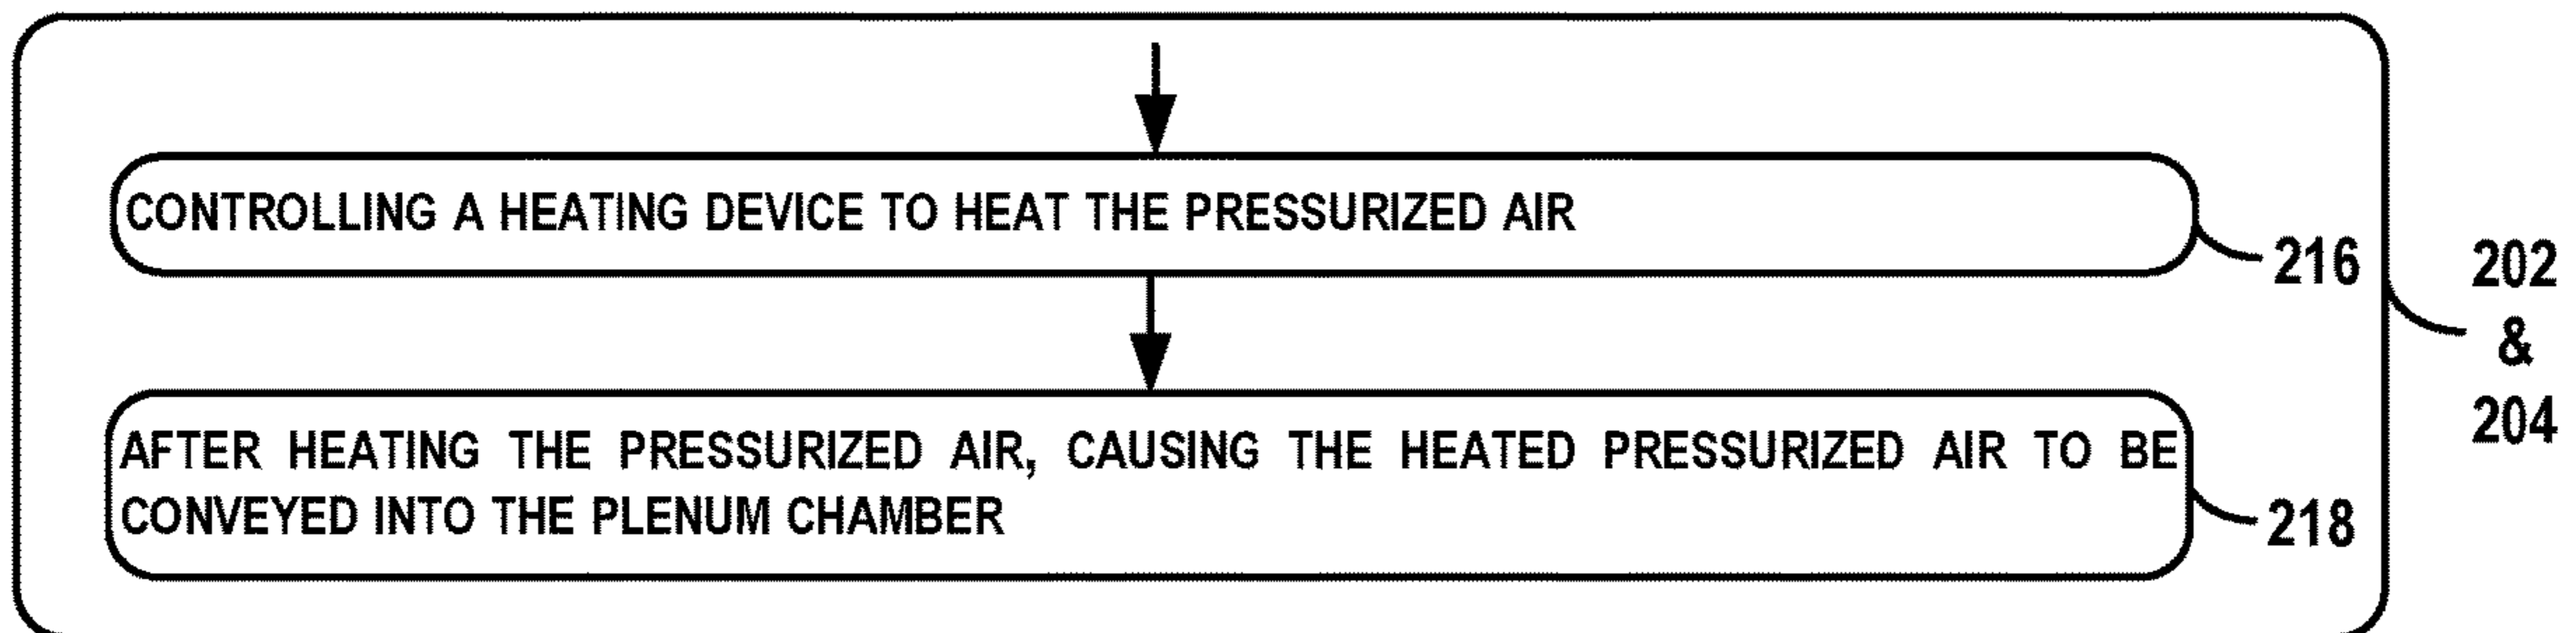 CONTROLLING A HEATING DEVICE TO HEAT THE PRESSURIZED AIR
216
202
&
204
AFTER HEATING THE PRESSURIZED AIR, CAUSING THE HEATED PRESSURIZED AIR TO BE
CONVEYED INTO THE PLENUM CHAMBER
218